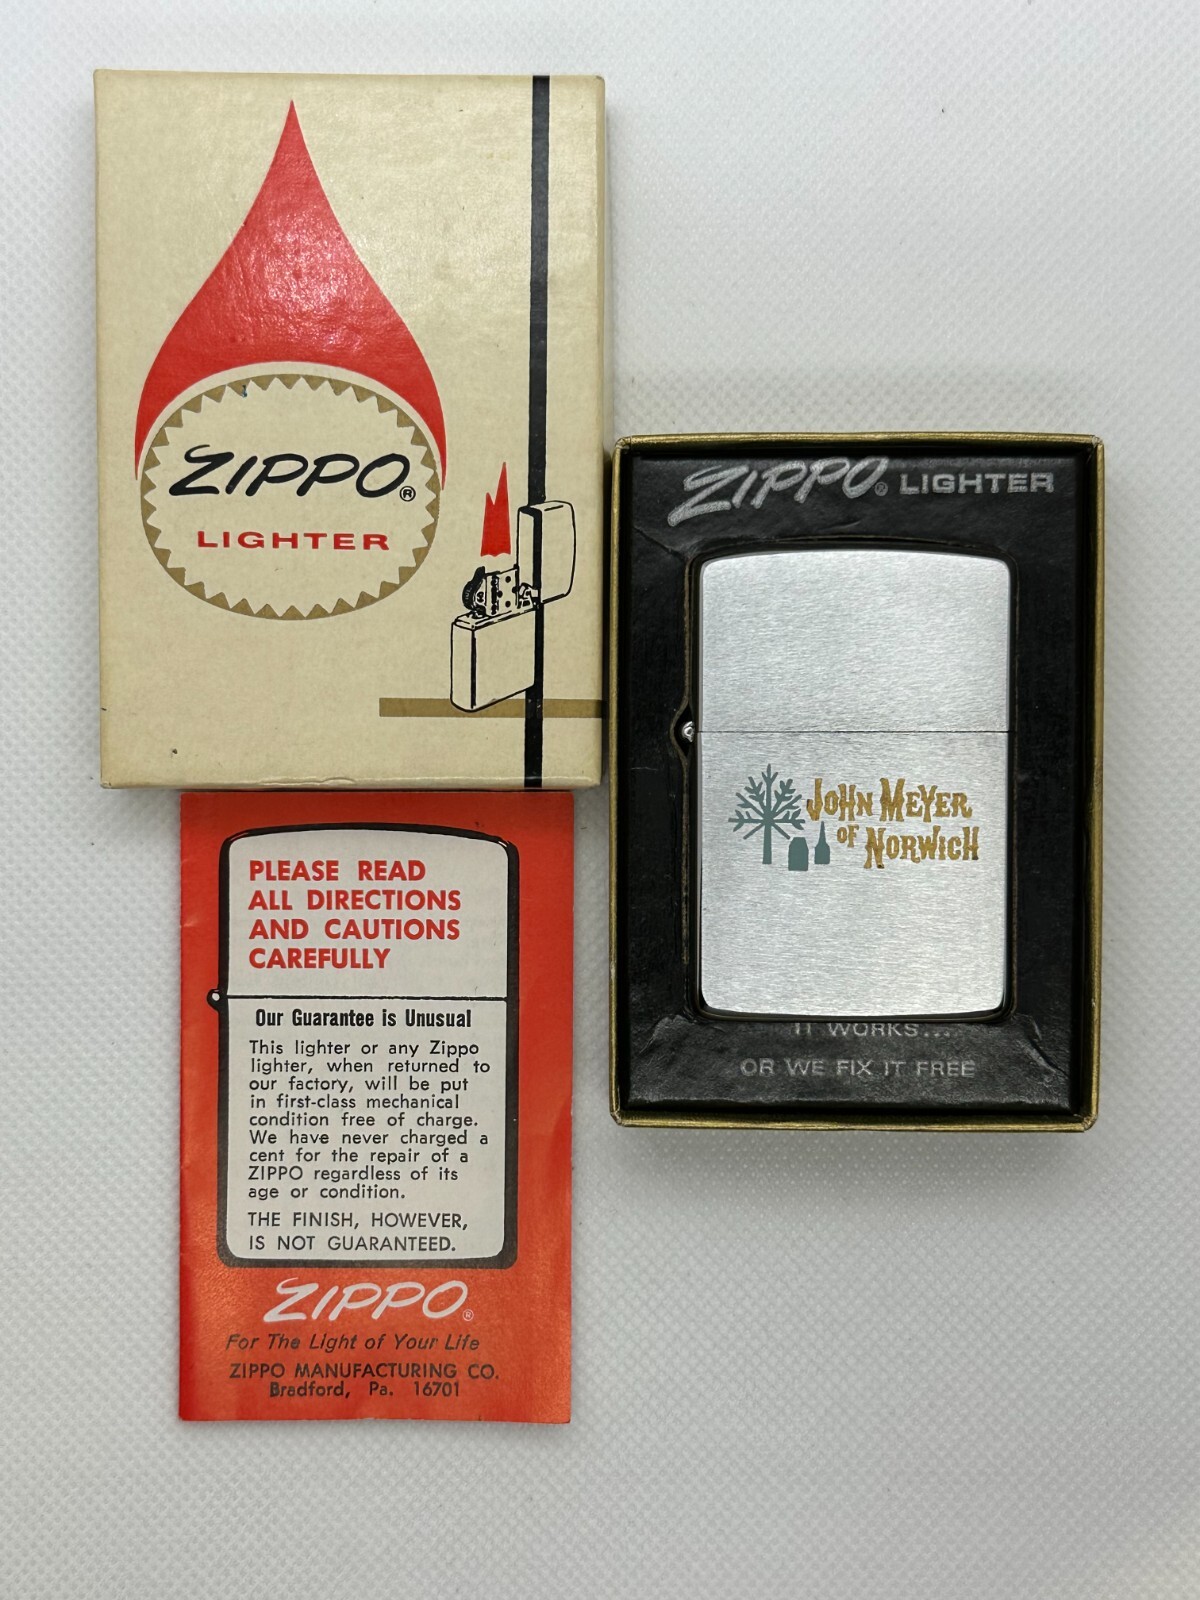 ZIPPO®
LIGHTER
ZIPPO® LIGHTER
JOHN MEYER
OF NORWICH
IT WORKS...
OR WE FIX IT FREE
PLEASE READ
ALL DIRECTIONS
AND CAUTIONS
CAREFULLY
Our Guarantee is Unusual
This lighter or any Zippo
lighter, when returned to
our factory, will be put
in first-class mechanical
condition free of charge.
We have never charged a
cent for the repair of a
ZIPPO regardless of its
age or condition.
THE FINISH, HOWEVER,
IS NOT GUARANTEED.
ZIPPO®
For The Light of Your Life
ZIPPO MANUFACTURING CO.
Bradford, Pa. 16701